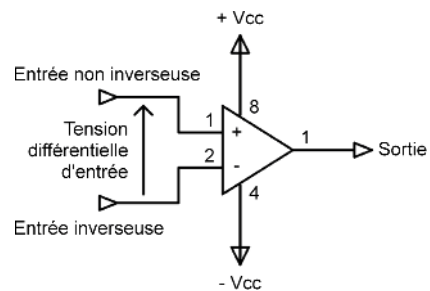 + Vcc
Entrée non inverseuse
8
1
+
Tension
différentielle
d'entrée
2
-
1
Sortie
4
Entrée inverseuse
- Vcc